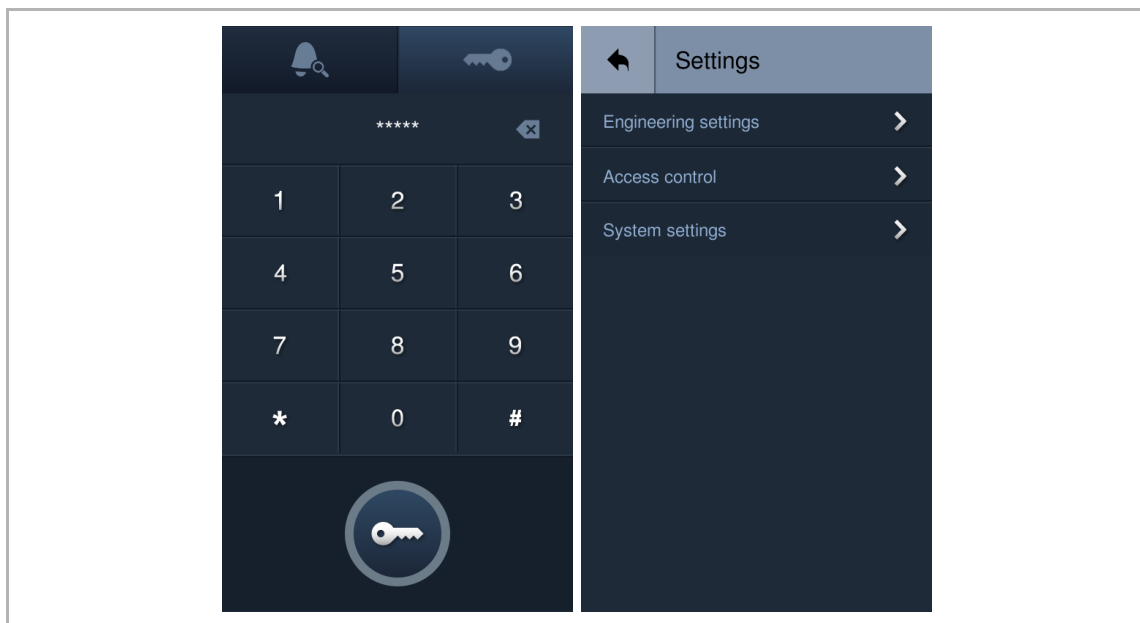 *****
1 2 3
4 5 6
7 8 9
* 0 #
Settings
Engineering settings
Access control
System settings